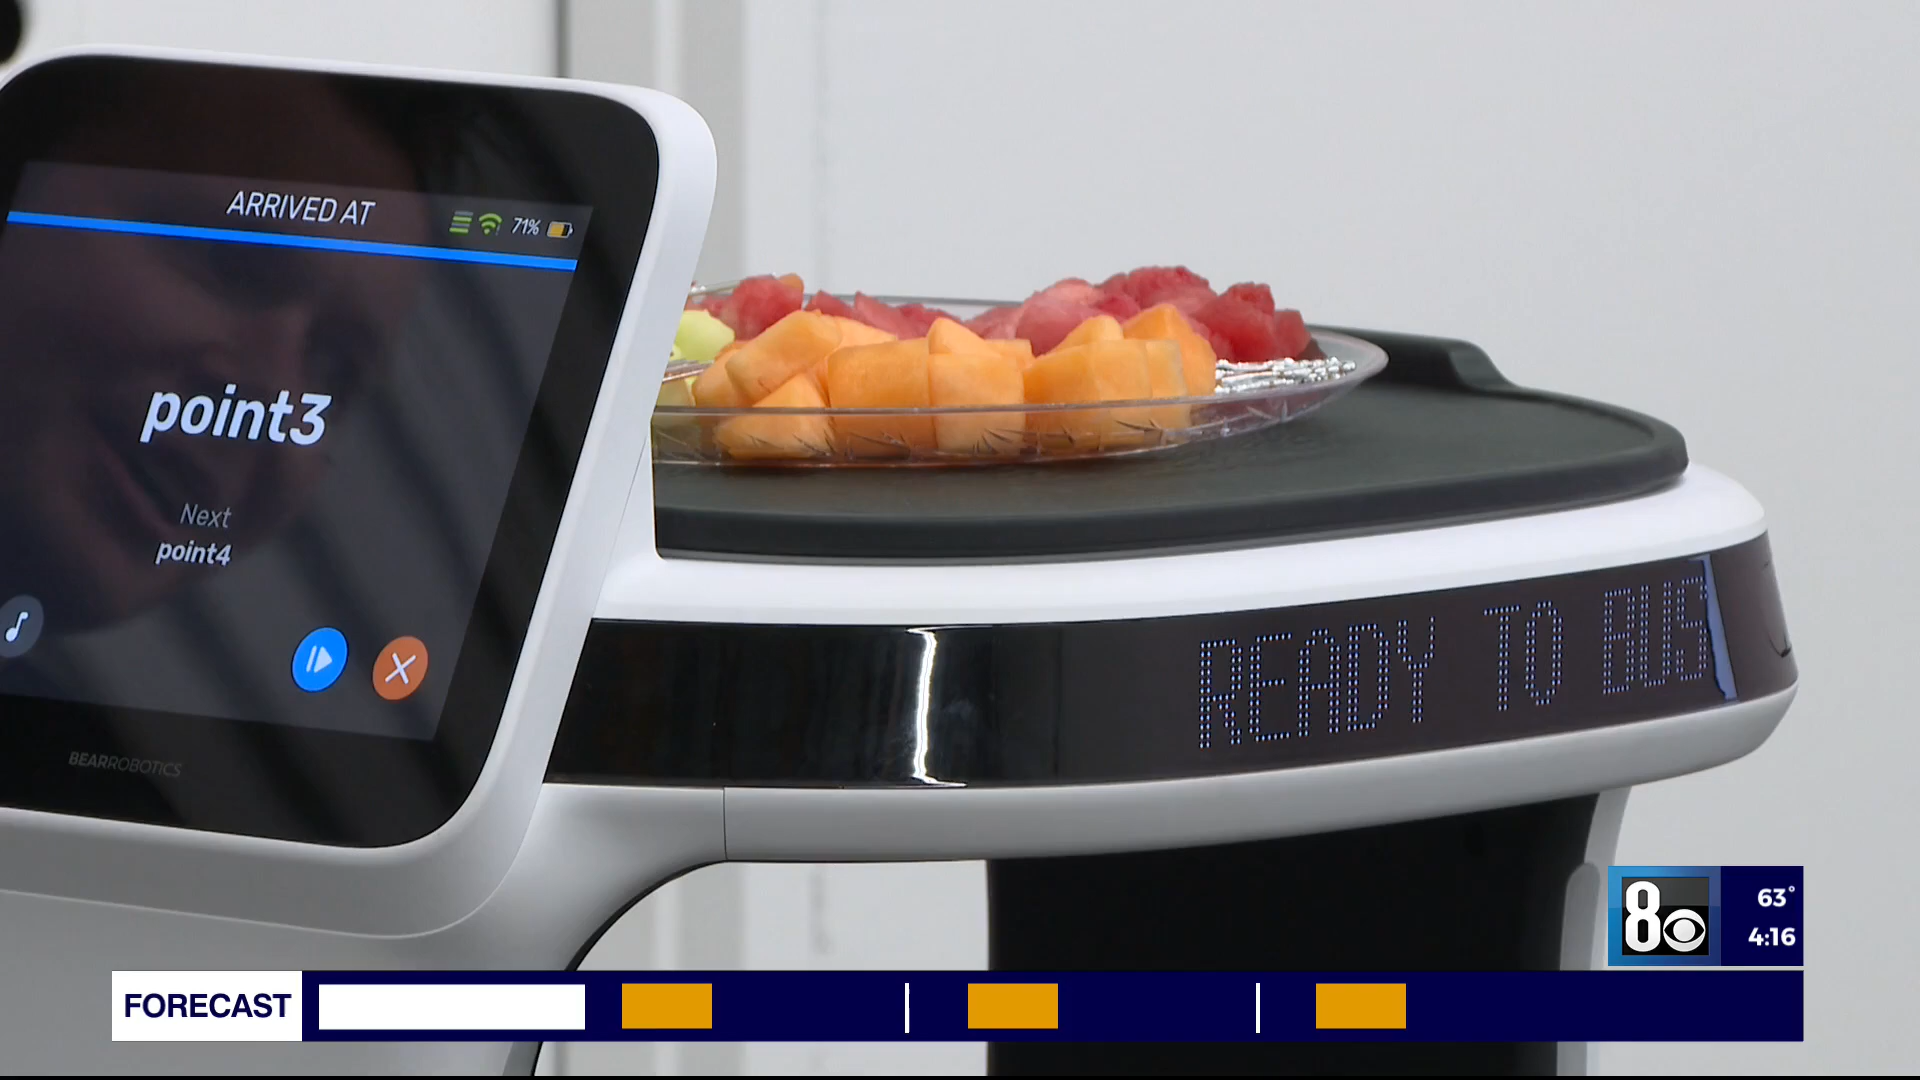 ARRIVED AT
71%
point3
Next
point4
BEARROBOTICS
READY TO BUS
8
63°
4:16
FORECAST